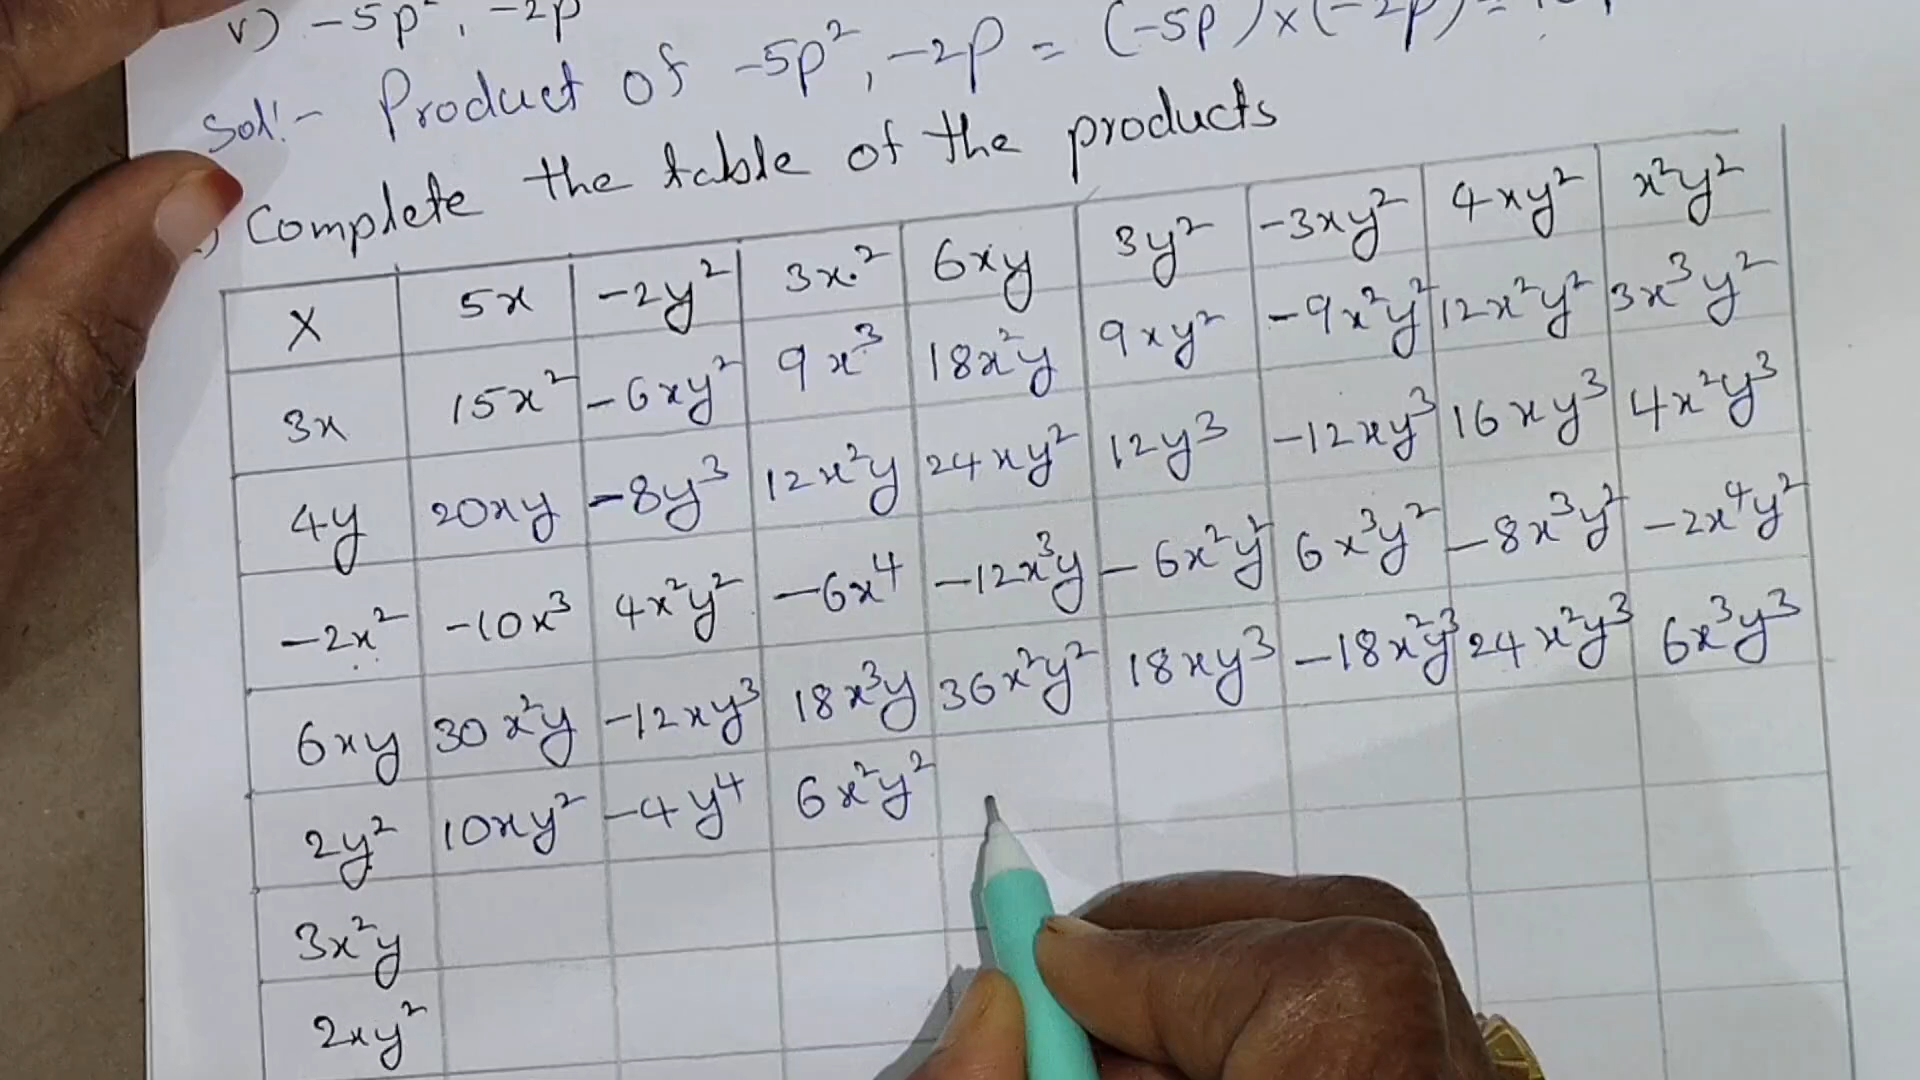 v) -5p², -2p
Sol:- Product of -5p², -2p = (-5p)×(-2p)=
Complete the table of the products
X 5x -2y² 3x² 6xy 3y² -3xy² 4xy² x²y²
3x 15x² -6xy² 9x³ 18x²y 9xy² -9x²y² 12x²y² 3x³y²
4y 20xy -8y³ 12x²y 24xy² 12y³ -12xy³ 16xy³ 4x²y³
-2x² -10x³ 4x²y² -6x⁴ -12x³y -6x²y² 6x³y² -8x³y² -2x⁴y²
6xy 30x²y -12xy³ 18x³y 36x²y² 18xy³ -18x²y³ 24x²y³ 6x³y³
2y² 10xy² -4y⁴ 6x²y²
3x²y
2xy²